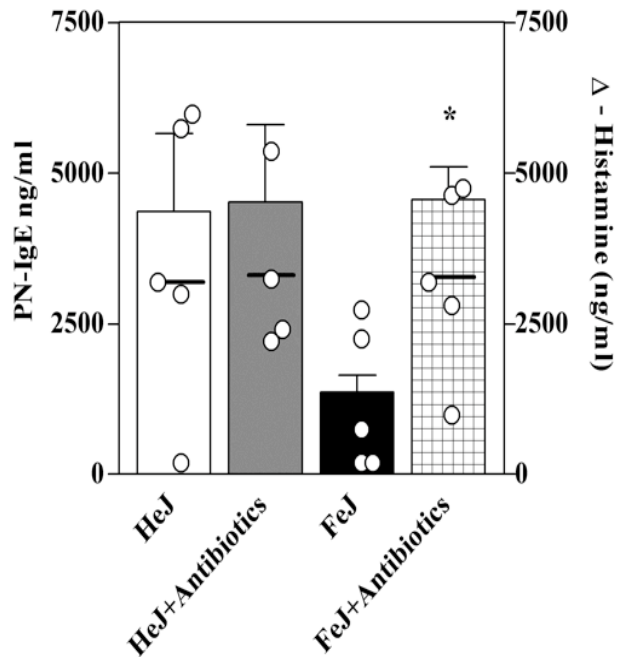 7500
7500
*
5000
5000
2500
2500
0
0
PN-IgE ng/ml
Δ - Histamine (ng/ml)
HeJ
HeJ+Antibiotics
FeJ
FeJ+Antibiotics